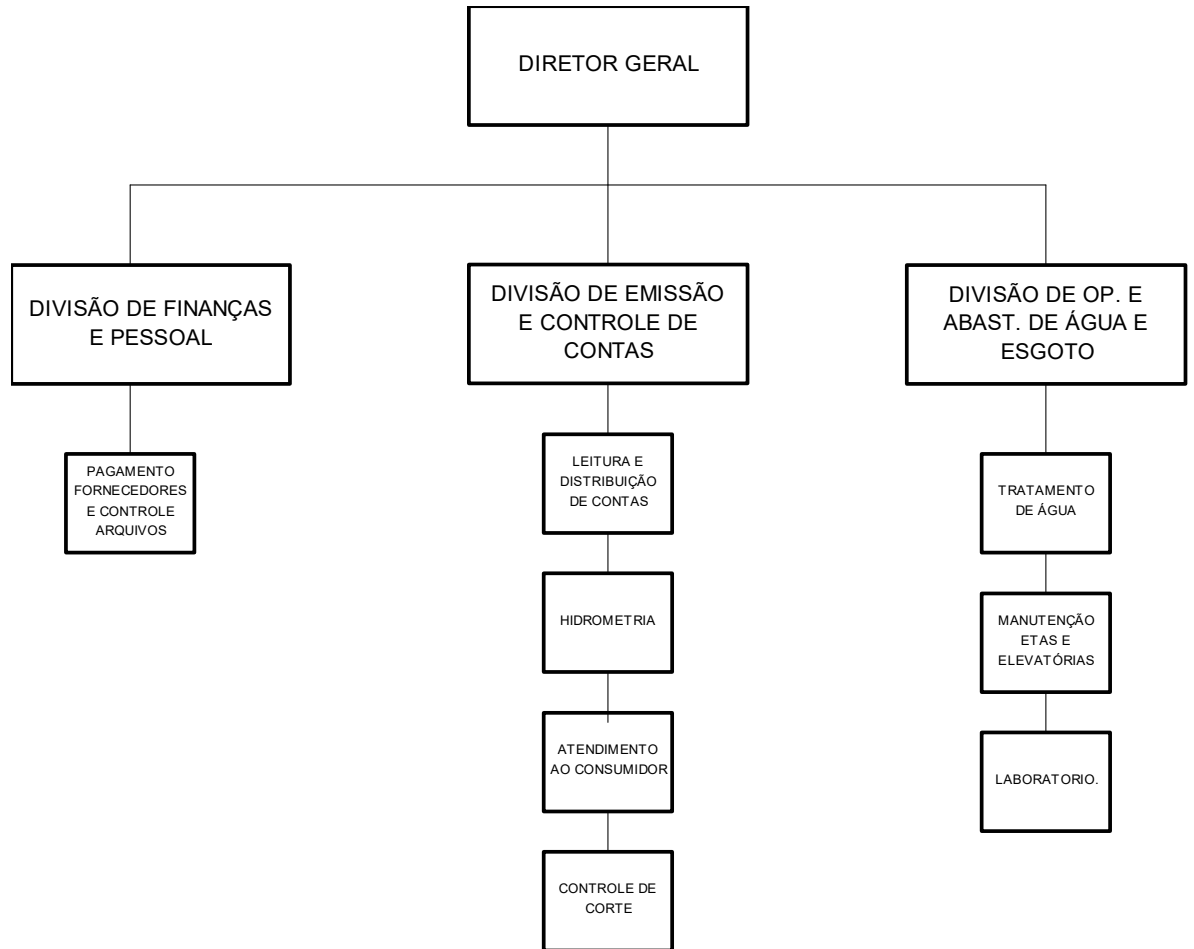 DIRETOR GERAL
DIVISÃO DE FINANÇAS
E PESSOAL
DIVISÃO DE EMISSÃO
E CONTROLE DE
CONTAS
DIVISÃO DE OP. E
ABAST. DE ÁGUA E
ESGOTO
PAGAMENTO
FORNECEDORES
E CONTROLE
ARQUIVOS
LEITURA E
DISTRIBUIÇÃO
DE CONTAS
HIDROMETRIA
ATENDIMENTO
AO CONSUMIDOR
CONTROLE DE
CORTE
TRATAMENTO
DE ÁGUA
MANUTENÇÃO
ETAS E
ELEVATÓRIAS
LABORATORIO.